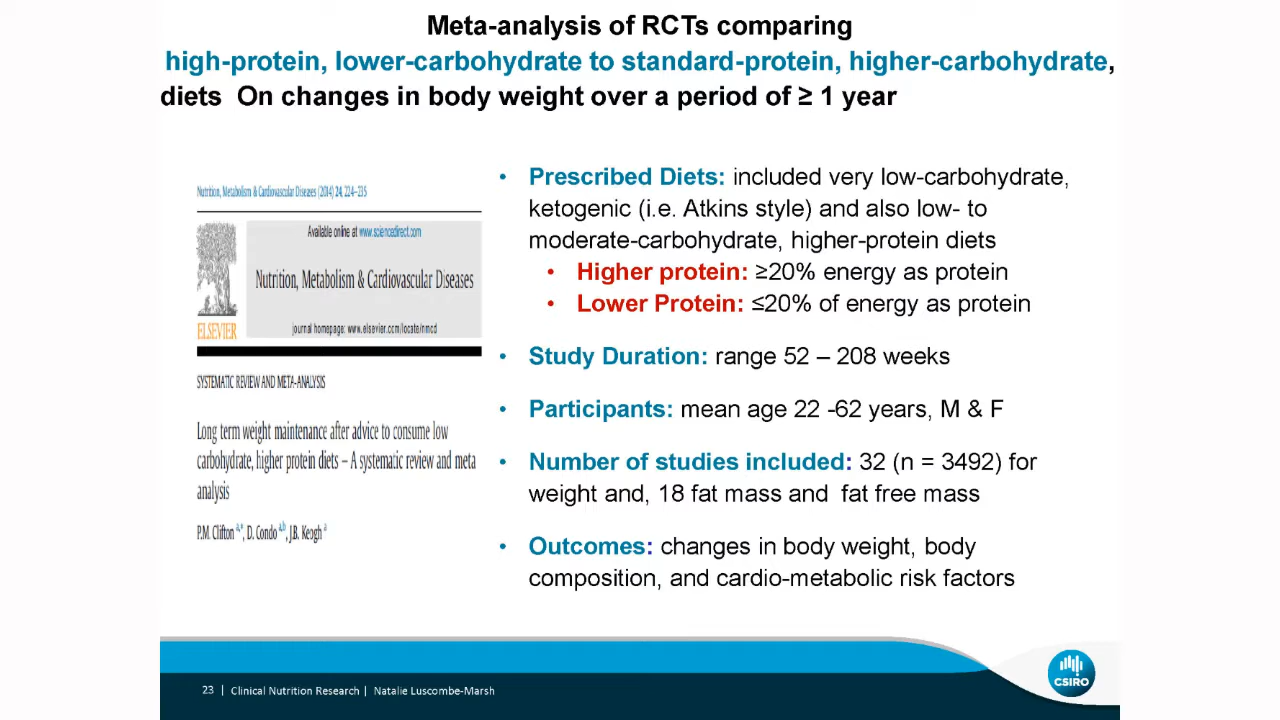 Meta-analysis of RCTs comparing
high-protein, lower-carbohydrate to standard-protein, higher-carbohydrate,
diets On changes in body weight over a period of ≥ 1 year
Nutrition, Metabolism & Cardiovascular Diseases (2014) 24, 224–235
Available online at www.sciencedirect.com
Nutrition, Metabolism & Cardiovascular Diseases
ELSEVIER
journal homepage: www.elsevier.com/locate/nmcd
SYSTEMATIC REVIEW AND META-ANALYSIS
Long term weight maintenance after advice to consume low
carbohydrate, higher protein diets – A systematic review and meta
analysis
P.M. Clifton a,*, D. Condo a,b, J.B. Keogh a
• Prescribed Diets: included very low-carbohydrate,
ketogenic (i.e. Atkins style) and also low- to
moderate-carbohydrate, higher-protein diets
• Higher protein: ≥20% energy as protein
• Lower Protein: ≤20% of energy as protein
• Study Duration: range 52 – 208 weeks
• Participants: mean age 22 -62 years, M & F
• Number of studies included: 32 (n = 3492) for
weight and, 18 fat mass and fat free mass
• Outcomes: changes in body weight, body
composition, and cardio-metabolic risk factors
23 | Clinical Nutrition Research | Natalie Luscombe-Marsh
CSIRO